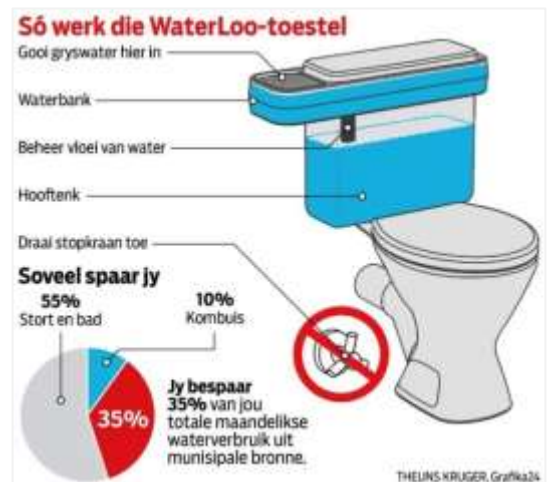 Só werk die WaterLoo-toestel
Gooi gryswater hier in
Waterbank
Beheer vloei van water
Hooftenk
Draai stopkraan toe
Soveel spaar jy
55%
Stort en bad
10%
Kombuis
35%
Jy bespaar
35% van jou
totale maandelikse
waterverbruik uit
munisipale bronne.
THEUNS KRUGER, Grafika24